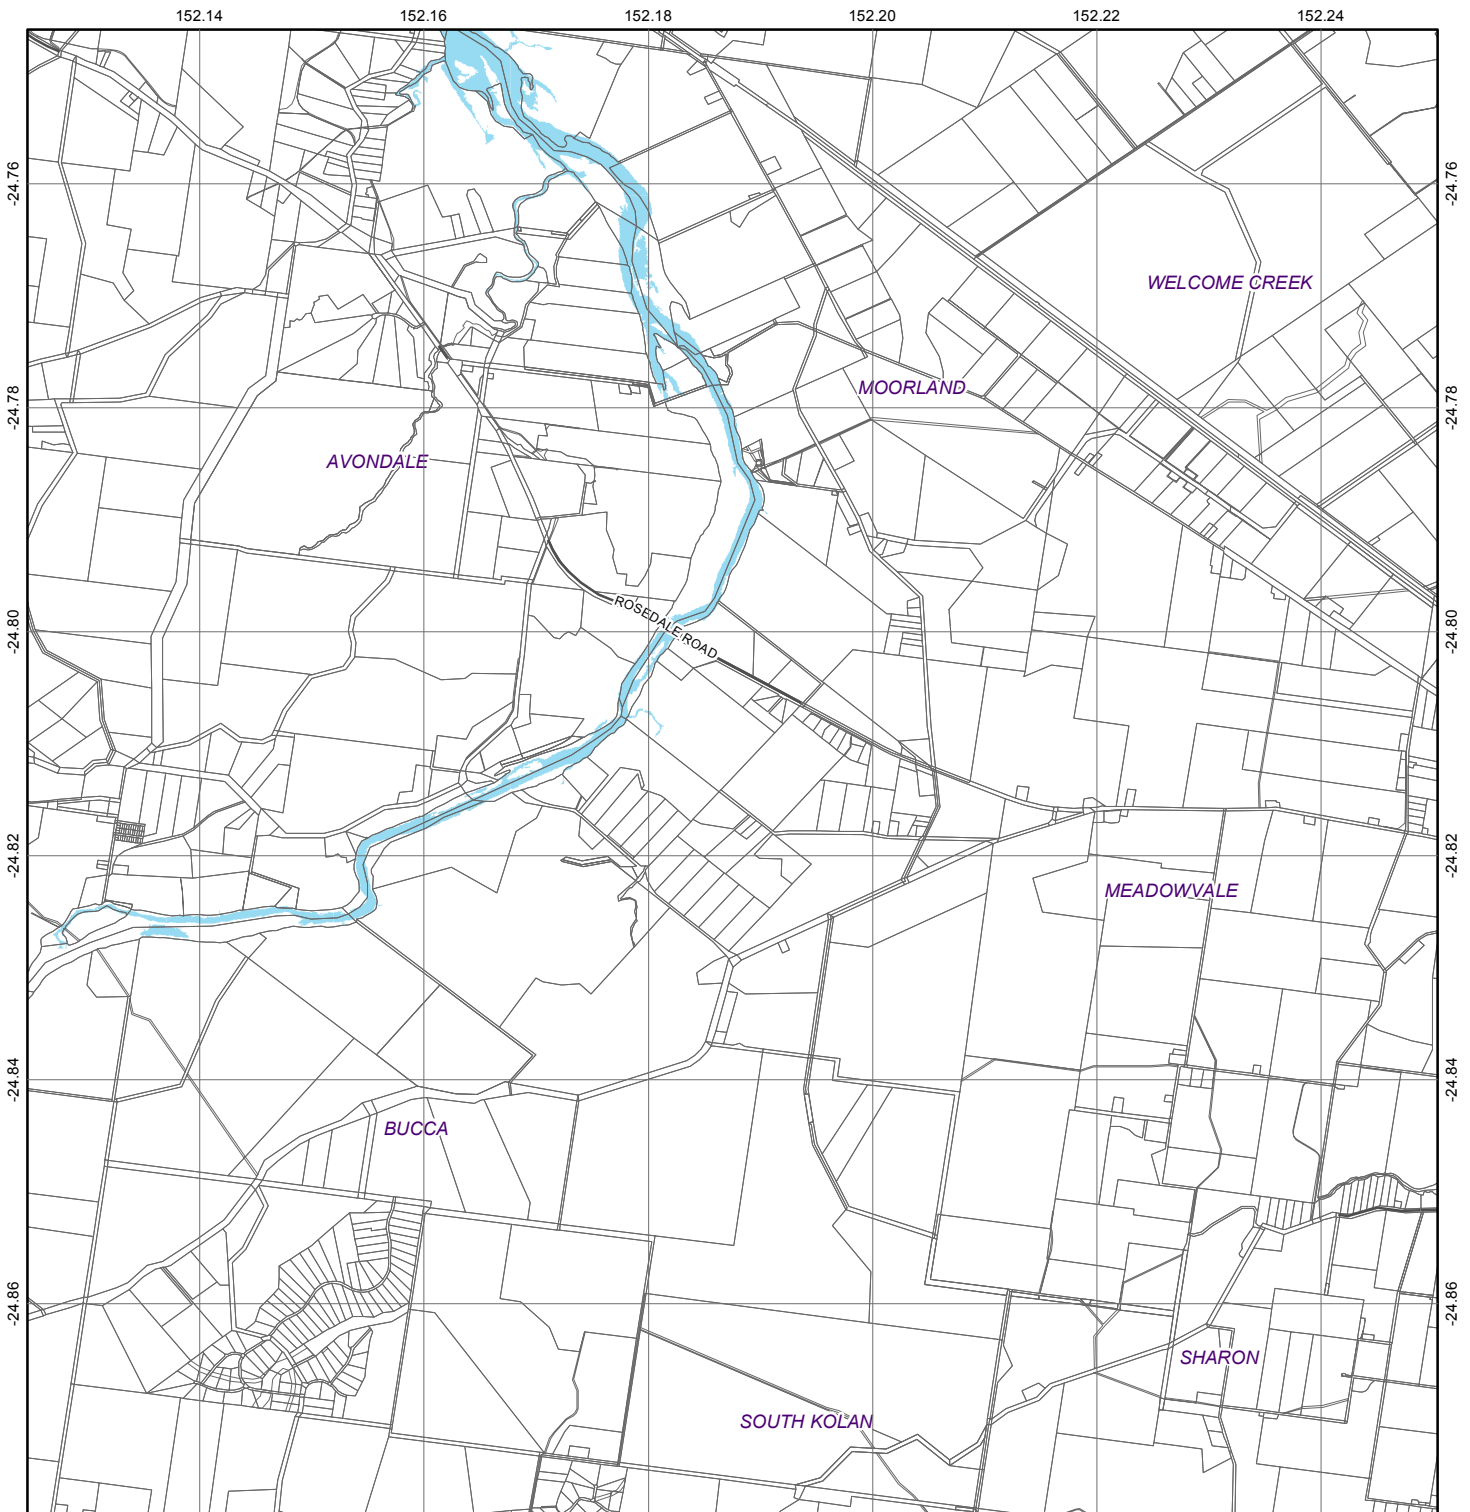 152.14 152.16 152.18 152.20 152.22 152.24
-24.76 -24.76
WELCOME CREEK
MOORLAND
-24.78 -24.78
AVONDALE
ROSEDALE ROAD
-24.80 -24.80
-24.82 -24.82
MEADOWVALE
-24.84 -24.84
BUCCA
-24.86 -24.86
SHARON
SOUTH KOLAN